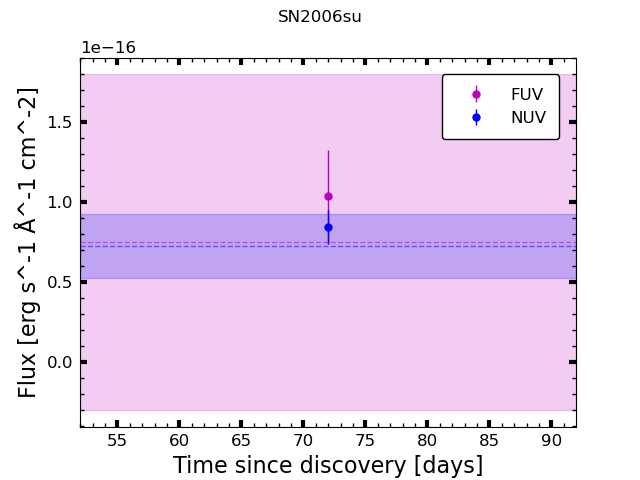 SN2006su
1e−16
FUV
NUV
1.5
1.0
0.5
0.0
Flux [erg s^-1 Å^-1 cm^-2]
55 60 65 70 75 80 85 90
Time since discovery [days]